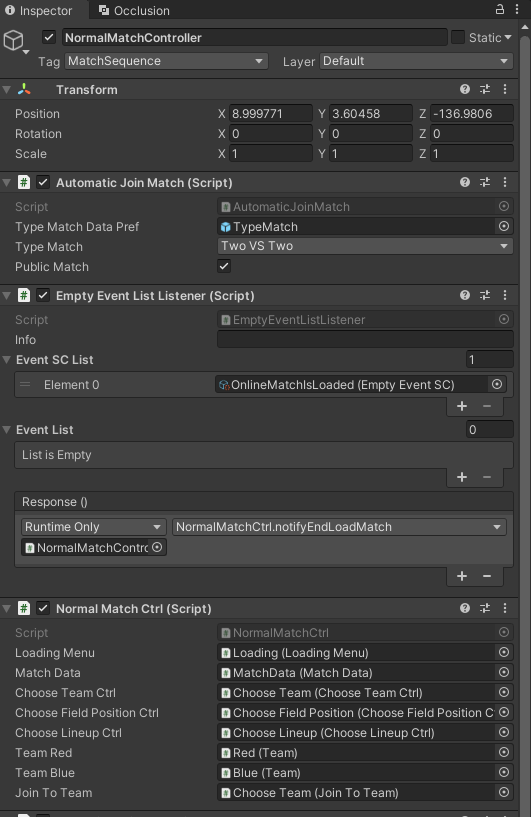 Inspector Occlusion
NormalMatchController Static
Tag MatchSequence Layer Default
Transform
Position X 8.999771 Y 3.60458 Z -136.9806
Rotation X 0 Y 0 Z 0
Scale X 1 Y 1 Z 1
# Automatic Join Match (Script)
Script # AutomaticJoinMatch
Type Match Data Pref TypeMatch
Type Match Two VS Two
Public Match
# Empty Event List Listener (Script)
Script # EmptyEventListListener
Info
Event SC List 1
= Element 0 OnlineMatchIsLoaded (Empty Event SC)
+ −
Event List 0
List is Empty
+ −
Response ()
Runtime Only NormalMatchCtrl.notifyEndLoadMatch
# NormalMatchContro
+ −
# Normal Match Ctrl (Script)
Script # NormalMatchCtrl
Loading Menu # Loading (Loading Menu)
Match Data # MatchData (Match Data)
Choose Team Ctrl # Choose Team (Choose Team Ctrl)
Choose Field Position Ctrl # Choose Field Position (Choose Field Position C
Choose Lineup Ctrl # Choose Lineup (Choose Lineup Ctrl)
Team Red # Red (Team)
Team Blue # Blue (Team)
Join To Team # Choose Team (Join To Team)